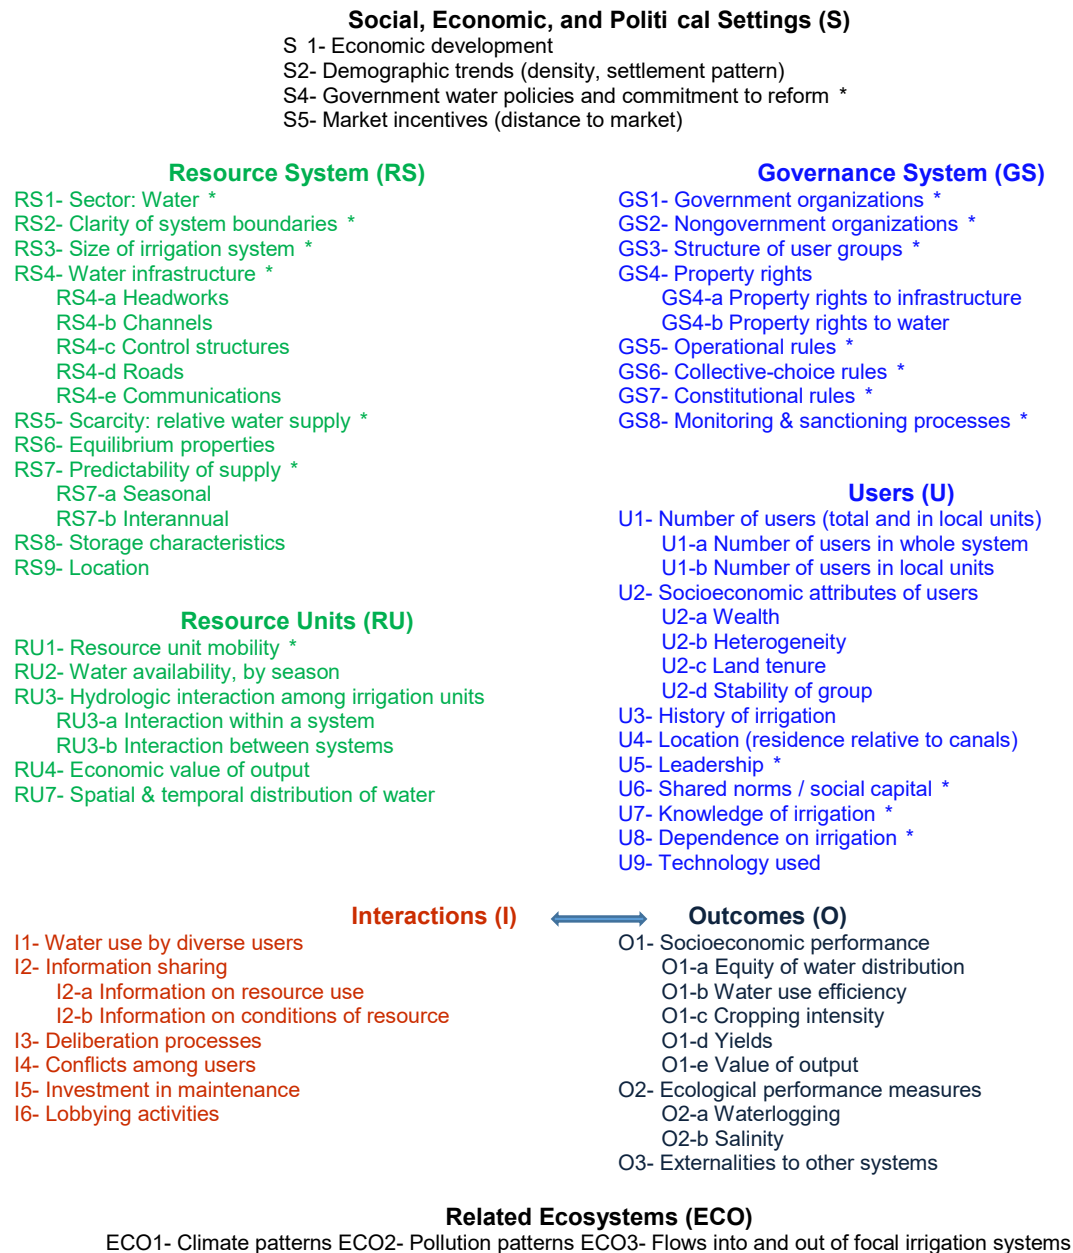 Social, Economic, and Politi cal Settings (S)
S 1- Economic development
S2- Demographic trends (density, settlement pattern)
S4- Government water policies and commitment to reform *
S5- Market incentives (distance to market)
Resource System (RS)
RS1- Sector: Water *
RS2- Clarity of system boundaries *
RS3- Size of irrigation system *
RS4- Water infrastructure *
RS4-a Headworks
RS4-b Channels
RS4-c Control structures
RS4-d Roads
RS4-e Communications
RS5- Scarcity: relative water supply *
RS6- Equilibrium properties
RS7- Predictability of supply *
RS7-a Seasonal
RS7-b Interannual
RS8- Storage characteristics
RS9- Location
Resource Units (RU)
RU1- Resource unit mobility *
RU2- Water availability, by season
RU3- Hydrologic interaction among irrigation units
RU3-a Interaction within a system
RU3-b Interaction between systems
RU4- Economic value of output
RU7- Spatial & temporal distribution of water
Governance System (GS)
GS1- Government organizations *
GS2- Nongovernment organizations *
GS3- Structure of user groups *
GS4- Property rights
GS4-a Property rights to infrastructure
GS4-b Property rights to water
GS5- Operational rules *
GS6- Collective-choice rules *
GS7- Constitutional rules *
GS8- Monitoring & sanctioning processes *
Users (U)
U1- Number of users (total and in local units)
U1-a Number of users in whole system
U1-b Number of users in local units
U2- Socioeconomic attributes of users
U2-a Wealth
U2-b Heterogeneity
U2-c Land tenure
U2-d Stability of group
U3- History of irrigation
U4- Location (residence relative to canals)
U5- Leadership *
U6- Shared norms / social capital *
U7- Knowledge of irrigation *
U8- Dependence on irrigation *
U9- Technology used
Interactions (I)
I1- Water use by diverse users
I2- Information sharing
I2-a Information on resource use
I2-b Information on conditions of resource
I3- Deliberation processes
I4- Conflicts among users
I5- Investment in maintenance
I6- Lobbying activities
Outcomes (O)
O1- Socioeconomic performance
O1-a Equity of water distribution
O1-b Water use efficiency
O1-c Cropping intensity
O1-d Yields
O1-e Value of output
O2- Ecological performance measures
O2-a Waterlogging
O2-b Salinity
O3- Externalities to other systems
Related Ecosystems (ECO)
ECO1- Climate patterns ECO2- Pollution patterns ECO3- Flows into and out of focal irrigation systems